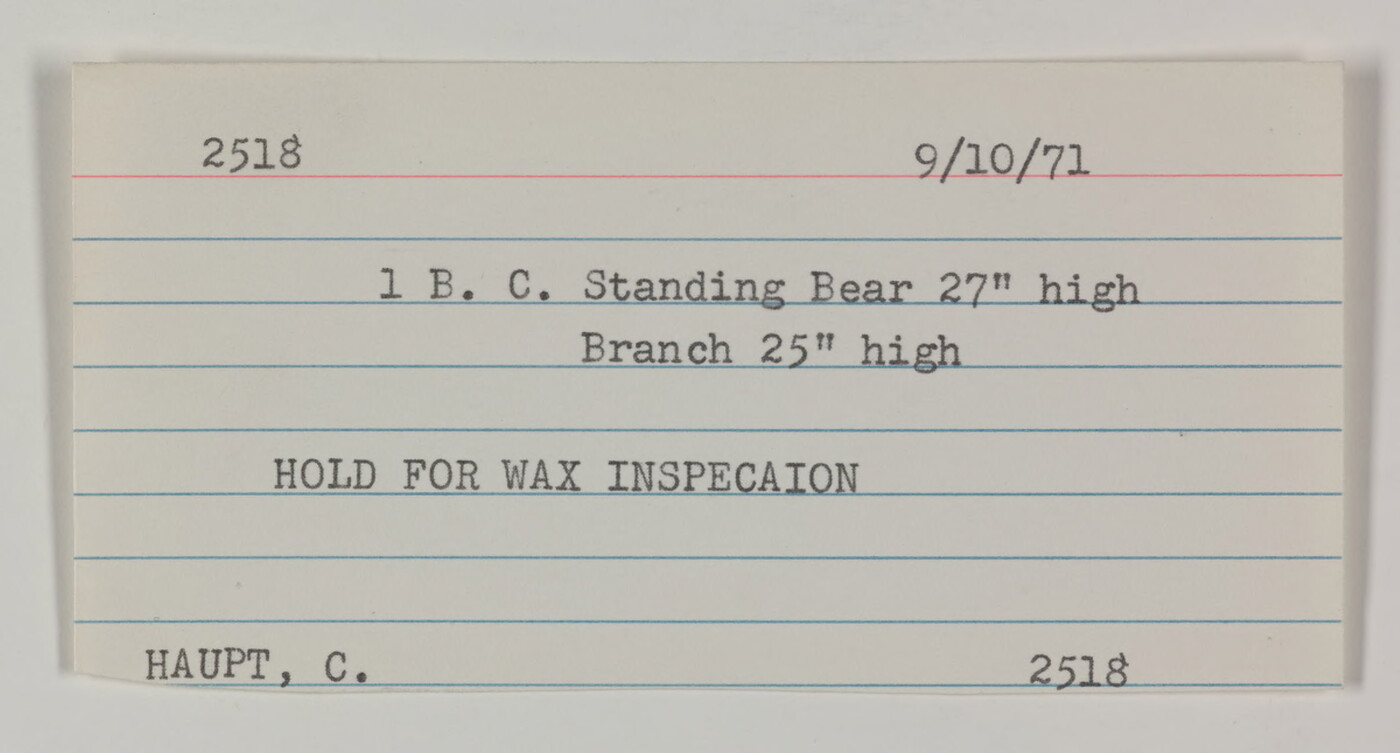 2518 9/10/71
1 B. C. Standing Bear 27" high
Branch 25" high
HOLD FOR WAX INSPECAION
HAUPT, C. 2518